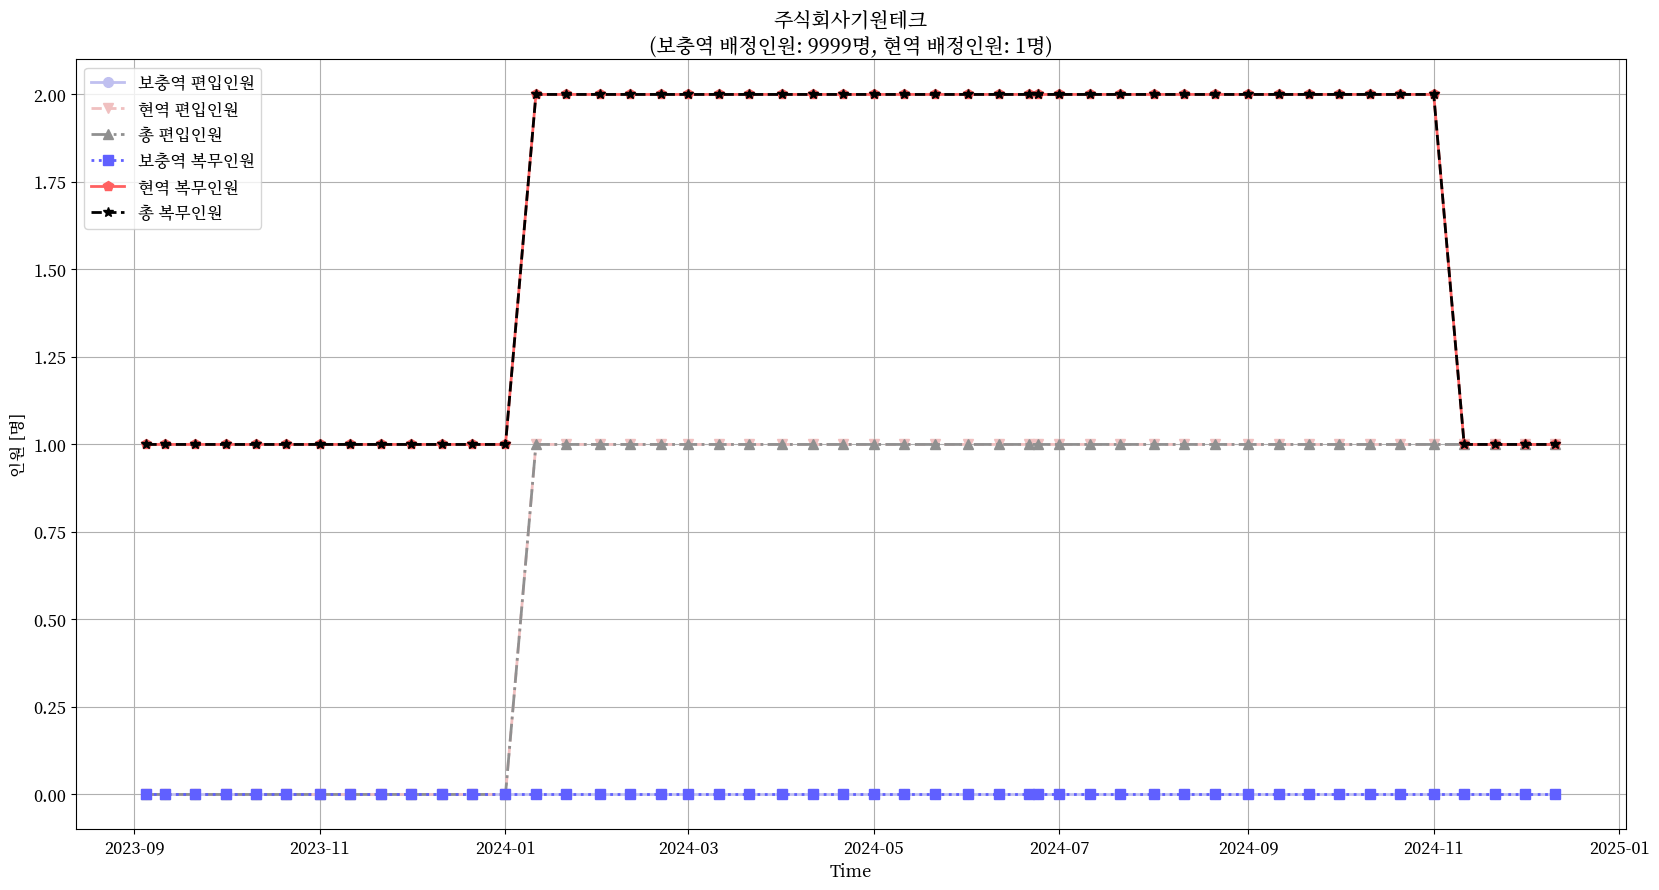 주식회사기원테크
(보충역 배정인원: 9999명, 현역 배정인원: 1명)
보충역 편입인원
현역 편입인원
총 편입인원
보충역 복무인원
현역 복무인원
총 복무인원
2.00
1.75
1.50
1.25
1.00
0.75
0.50
0.25
0.00
인원 [명]
2023-09
2023-11
2024-01
2024-03
2024-05
2024-07
2024-09
2024-11
2025-01
Time